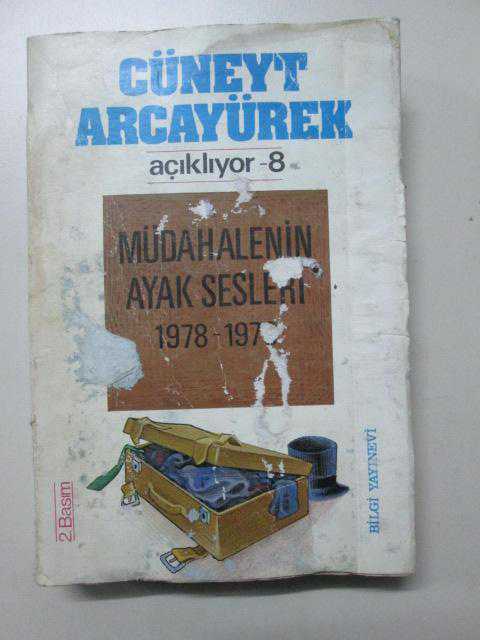 CÜNEYT
ARCAYÜREK
açıklıyor-8
MÜDAHALENİN
AYAK SESLERİ
1978-197
2.Basım
BİLGİ YAYINEVİ